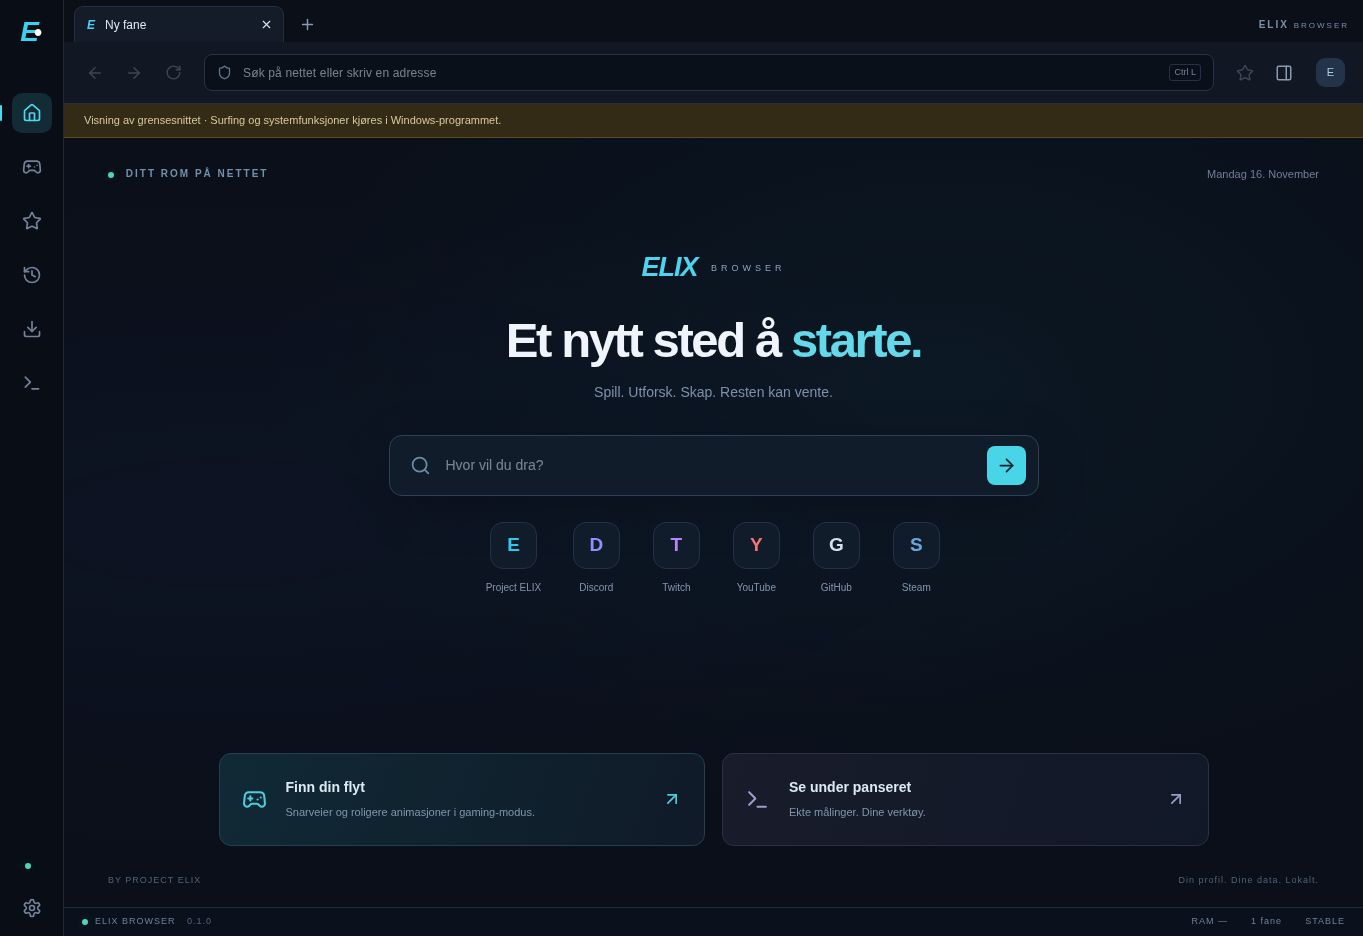 E
E Ny fane
ELIX BROWSER
Søk på nettet eller skriv en adresse
Ctrl L
E
Visning av grensesnittet · Surfing og systemfunksjoner kjøres i Windows-programmet.
DITT ROM PÅ NETTET
Mandag 16. November
ELIX BROWSER
Et nytt sted å starte.
Spill. Utforsk. Skap. Resten kan vente.
Hvor vil du dra?
E D T Y G S
Project ELIX Discord Twitch YouTube GitHub Steam
Finn din flyt
Snarveier og roligere animasjoner i gaming-modus.
Se under panseret
Ekte målinger. Dine verktøy.
BY PROJECT ELIX
Din profil. Dine data. Lokalt.
ELIX BROWSER 0.1.0
RAM — 1 fane STABLE